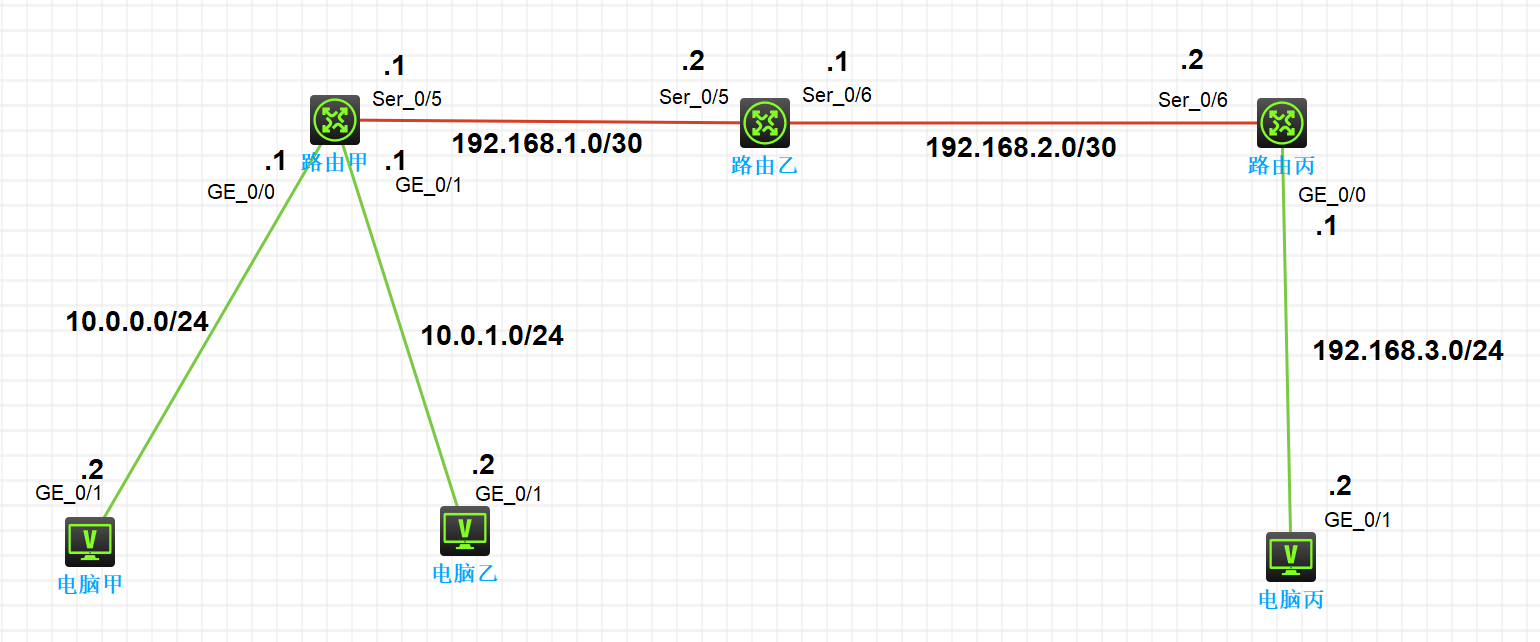 .1
Ser_0/5
.2
Ser_0/5
.1
Ser_0/6
.2
Ser_0/6
192.168.1.0/30
192.168.2.0/30
路由甲
路由乙
路由丙
.1
GE_0/0
.1
GE_0/1
GE_0/0
.1
10.0.0.0/24
10.0.1.0/24
192.168.3.0/24
.2
GE_0/1
.2
GE_0/1
.2
GE_0/1
V
电脑甲
V
电脑乙
V
电脑丙